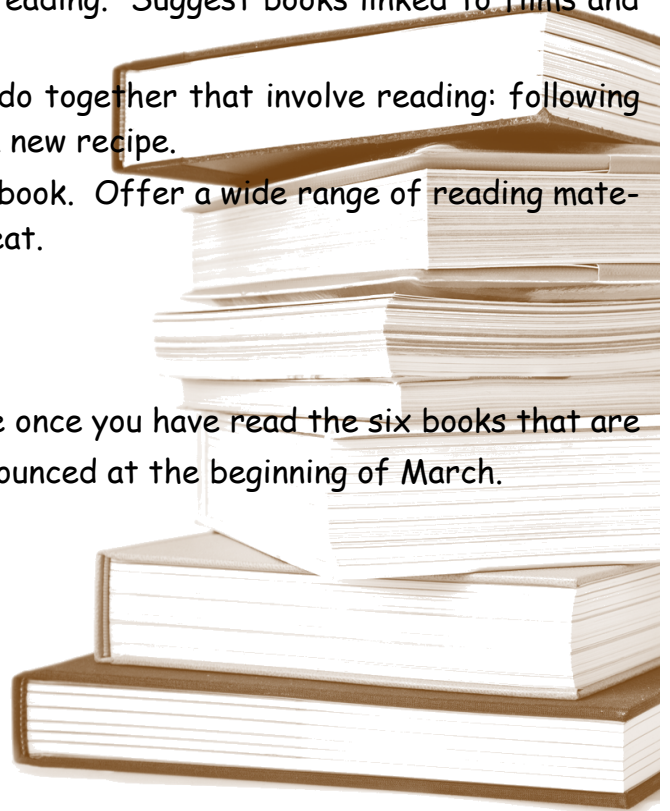 reading. Suggest books linked to films and
do together that involve reading: following
new recipe.
book. Offer a wide range of reading mate-
eat.
once you have read the six books that are
ounced at the beginning of March.